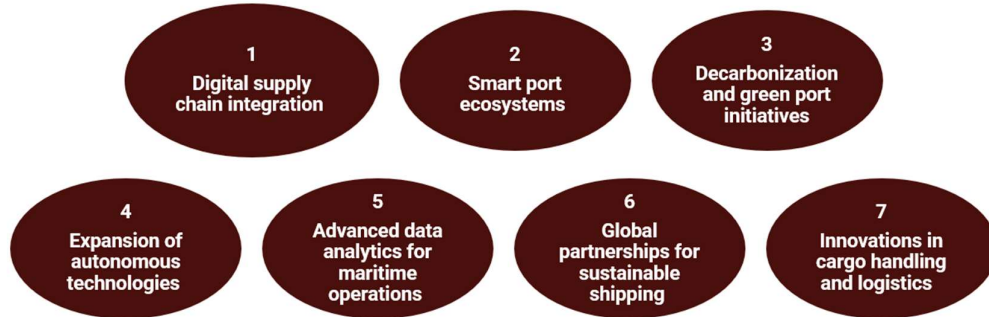 1
Digital supply
chain integration
2
Smart port
ecosystems
3
Decarbonization
and green port
initiatives
4
Expansion of
autonomous
technologies
5
Advanced data
analytics for
maritime
operations
6
Global
partnerships for
sustainable
shipping
7
Innovations in
cargo handling
and logistics